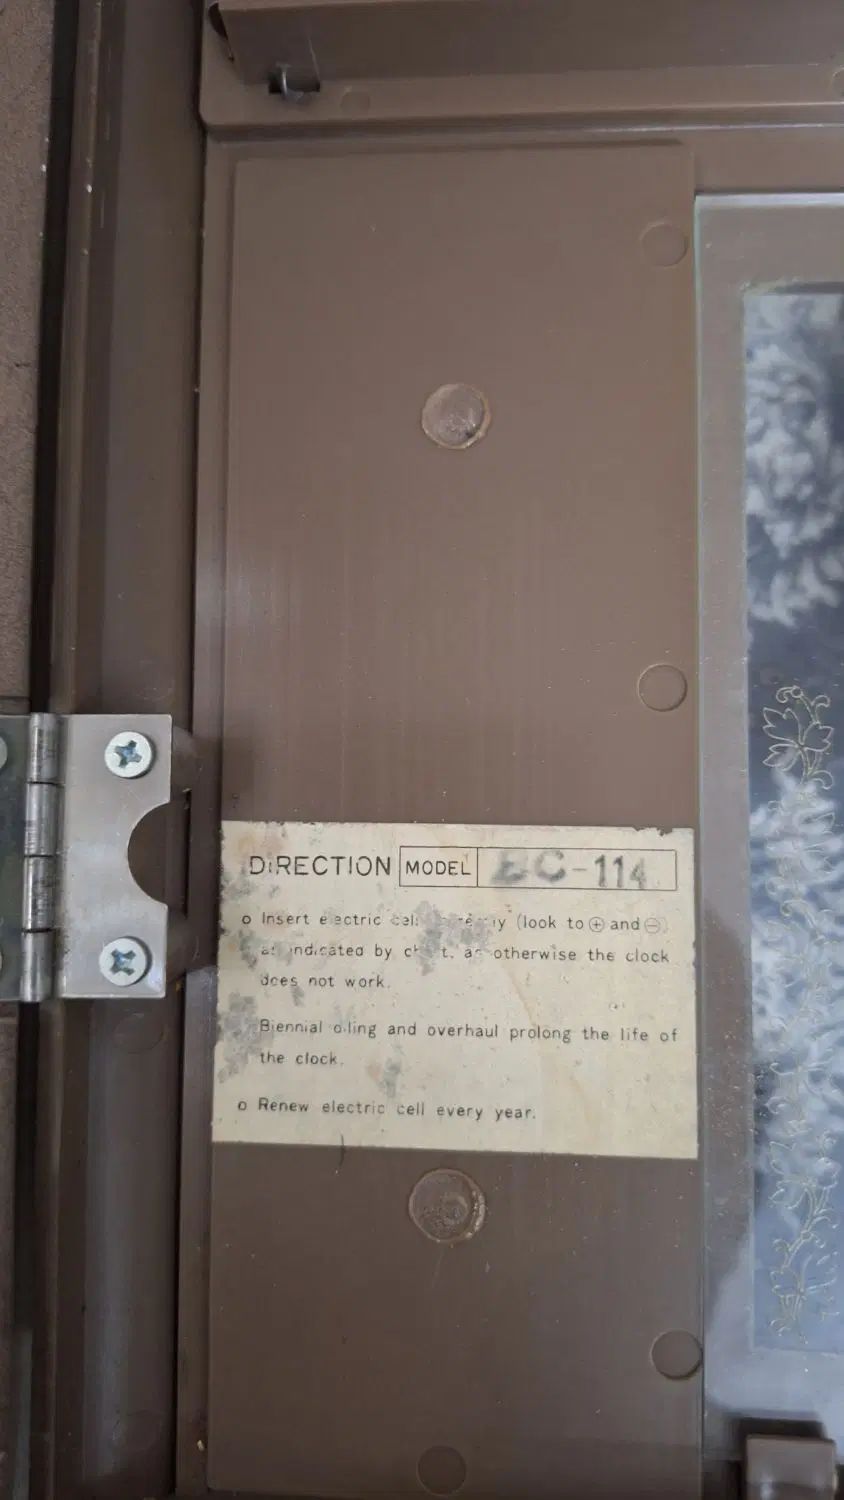 DIRECTION MODEL -114
o Insert electric (look to ⊕ and ⊖)
indicated by as otherwise the clock
does not work.
Biennial oiling and overhaul prolong the life of
the clock.
o Renew electric cell every year.